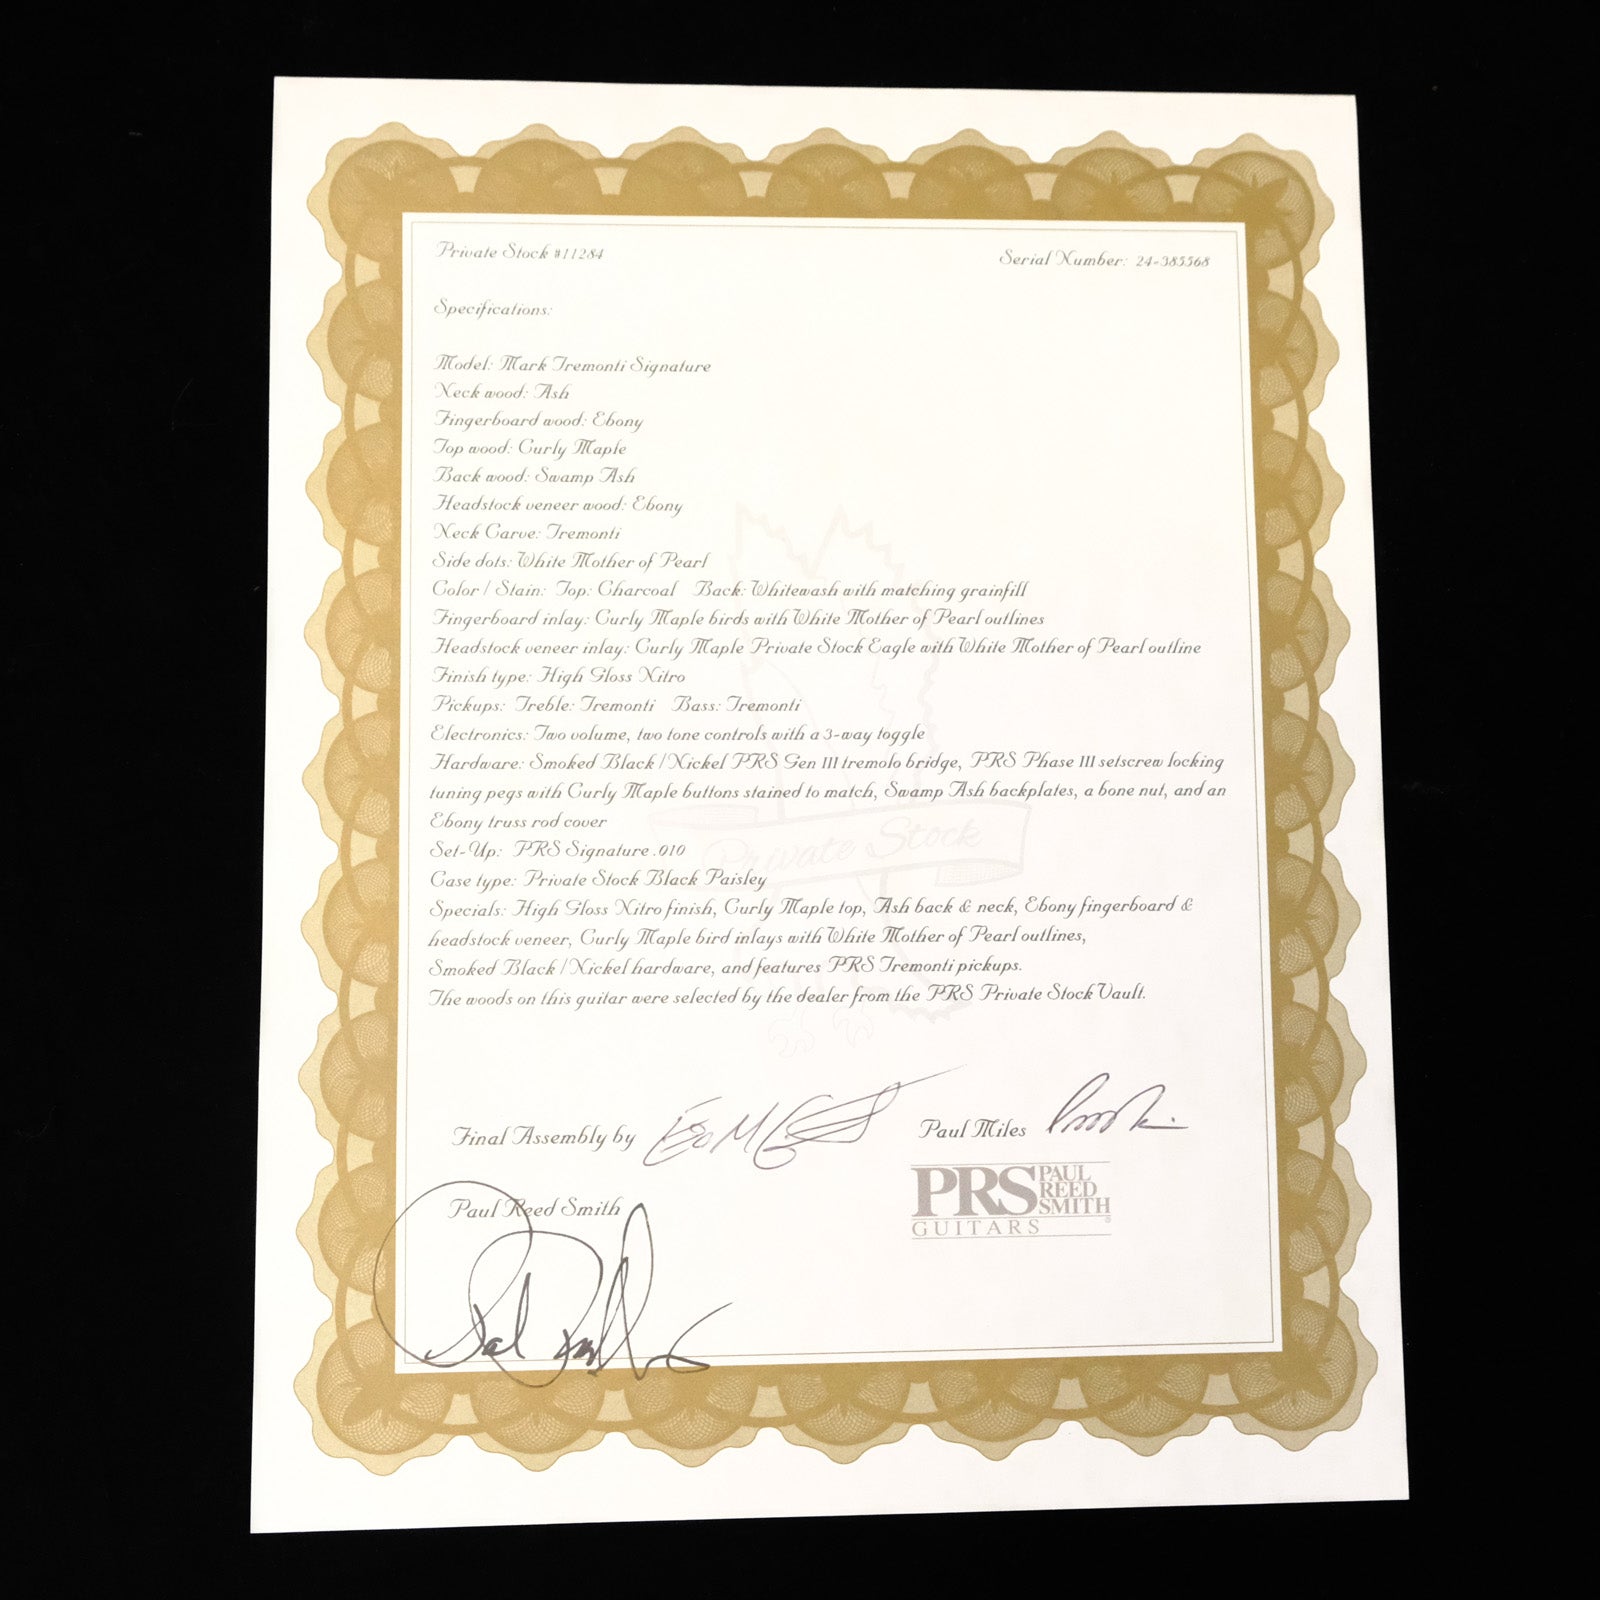 Private Stock #11284
Serial Number: 24-385568
Specifications:
Model: Mark Tremonti Signature
Neck wood: Ash
Fingerboard wood: Ebony
Top wood: Curly Maple
Back wood: Swamp Ash
Headstock veneer wood: Ebony
Neck Carve: Tremonti
Side dots: White Mother of Pearl
Color / Stain: Top: Charcoal Back: Whitewash with matching grainfill
Fingerboard inlay: Curly Maple birds with White Mother of Pearl outlines
Headstock veneer inlay: Curly Maple Private Stock Eagle with White Mother of Pearl outline
Finish type: High Gloss Nitro
Pickups: Treble: Tremonti Bass: Tremonti
Electronics: Two volume, two tone controls with a 3-way toggle
Hardware: Smoked Black / Nickel PRS Gen III tremolo bridge, PRS Phase III setscrew locking
tuning pegs with Curly Maple buttons stained to match, Swamp Ash backplates, a bone nut, and an
Ebony truss rod cover
Set-Up: PRS Signature .010
Private Stock
Case type: Private Stock Black Paisley
Specials: High Gloss Nitro finish, Curly Maple top, Ash back & neck, Ebony fingerboard &
headstock veneer, Curly Maple bird inlays with White Mother of Pearl outlines,
Smoked Black / Nickel hardware, and features PRS Tremonti pickups.
The woods on this guitar were selected by the dealer from the PRS Private Stock Vault.
Final Assembly by
Paul Miles
Paul Reed Smith
PRS PAUL REED SMITH
GUITARS